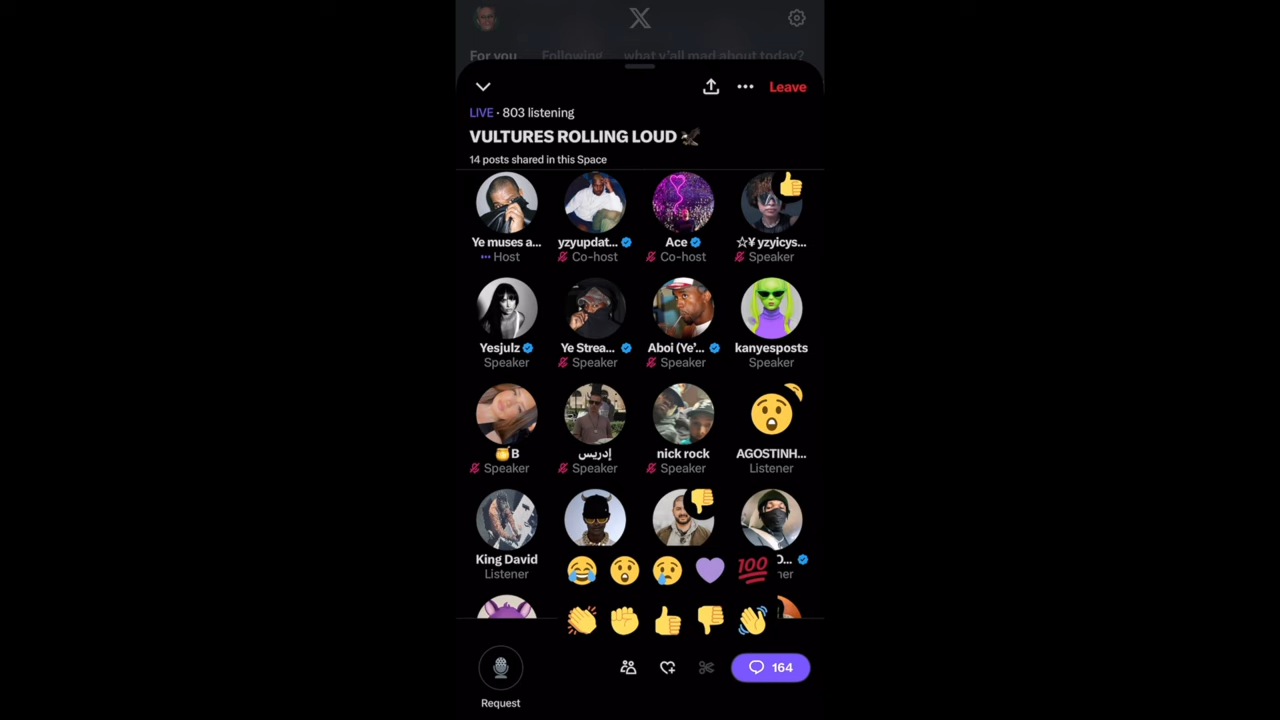 For you Following what y'all mad about today?
Leave
LIVE · 803 listening
VULTURES ROLLING LOUD
14 posts shared in this Space
Ye muses a... yzyupdat... Ace ☆¥ yzyicys...
Host Co-host Co-host Speaker
Yesjulz Ye Strea... Aboi (Ye'... kanyesposts
Speaker Speaker Speaker Speaker
🍯B إدريس nick rock AGOSTINH...
Speaker Speaker Speaker Listener
King David O...
Listener ner
100
164
Request